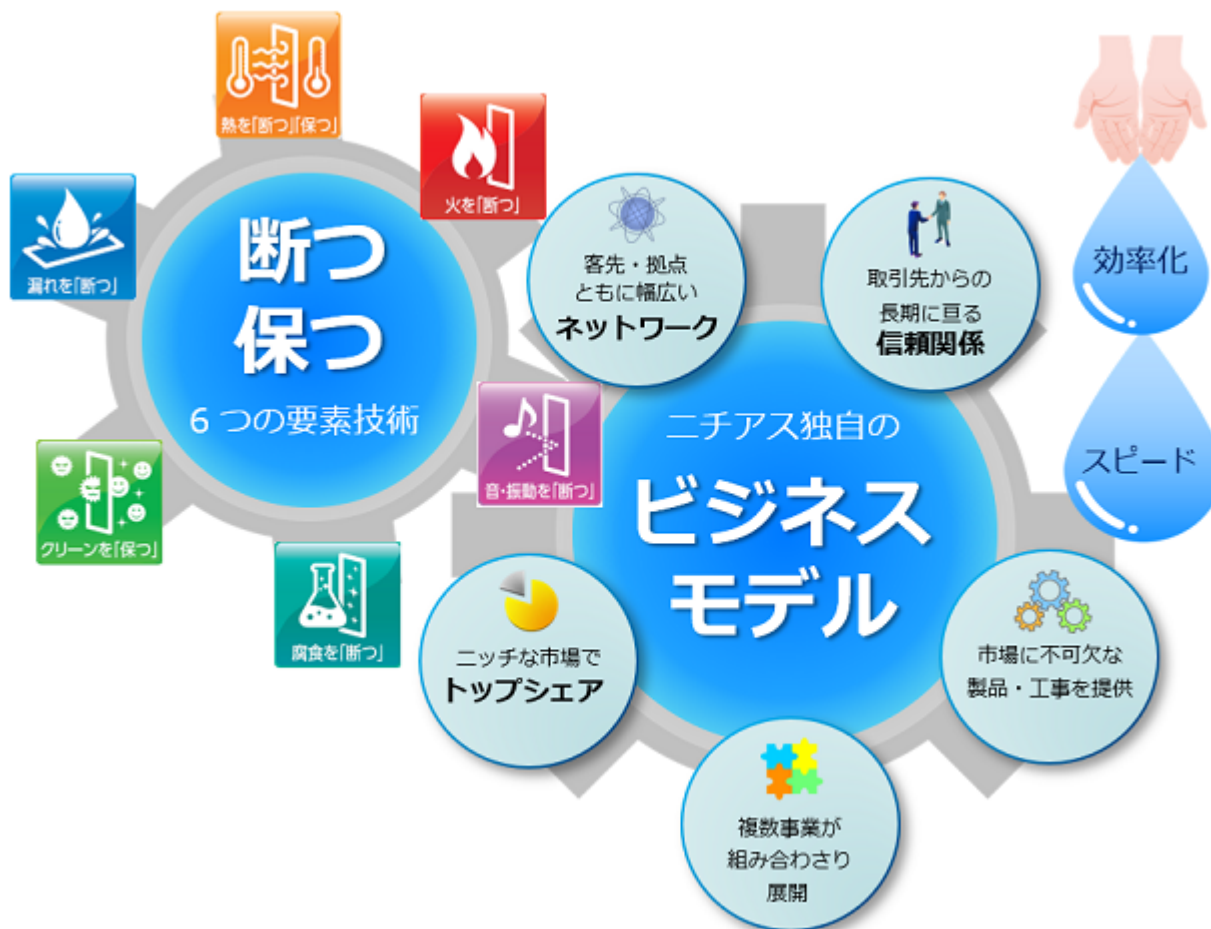 熱を「断つ」「保つ」
火を「断つ」
漏れを「断つ」
断つ
保つ
6つの要素技術
音・振動を「断つ」
クリーンを「保つ」
腐食を「断つ」
客先・拠点
ともに幅広い
ネットワーク
取引先からの
長期に亘る
信頼関係
ニチアス独自の
ビジネス
モデル
ニッチな市場で
トップシェア
市場に不可欠な
製品・工事を提供
複数事業が
組み合わさり
展開
効率化
スピード